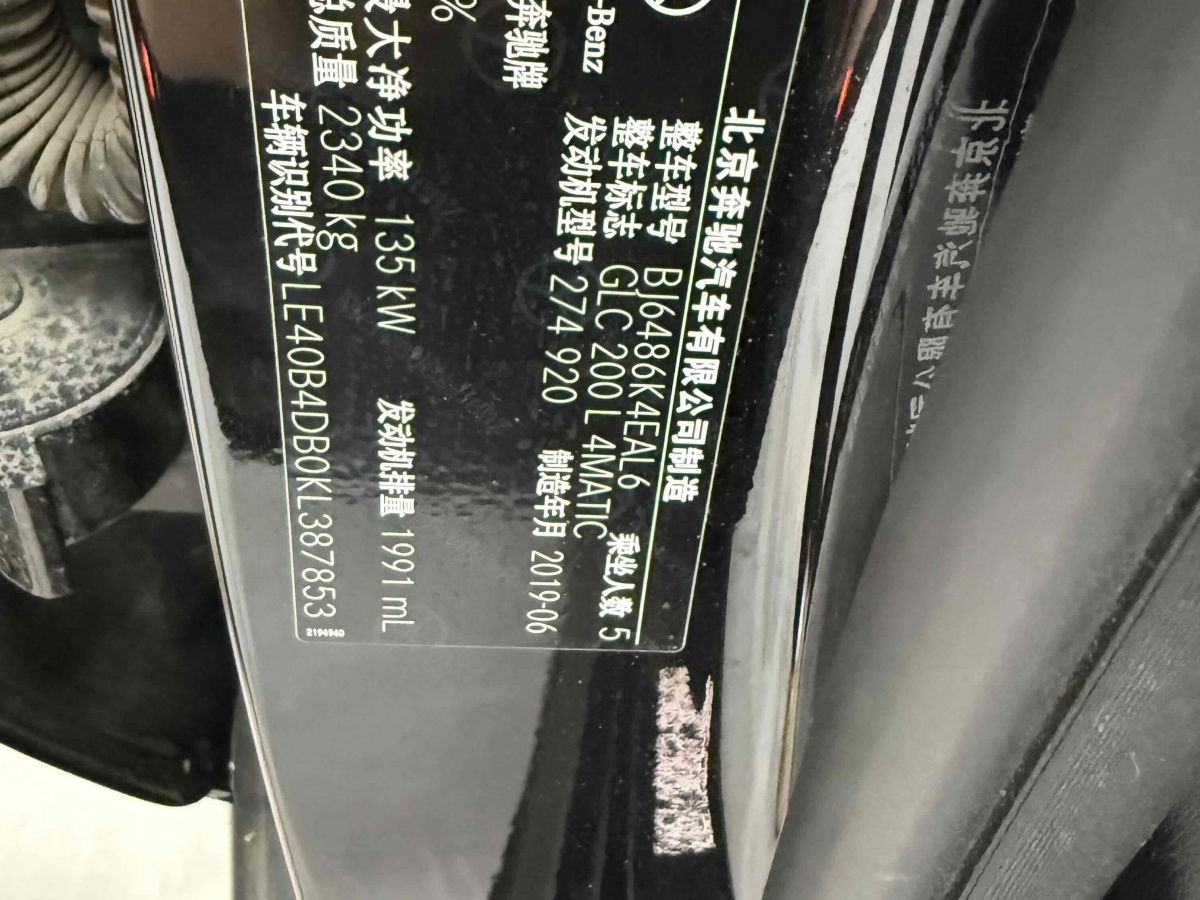 北京奔驰汽车有限公司制造
整车型号 BJ6486K4EAL6 乘坐人数 5
整车标志 GLC 200 L 4MATIC
-Benz
发动机型号 274 920 制造年月 2019-06
奔驰牌
%
最大净功率 135 kW 发动机排量 1991 mL
总质量 2340 kg
车辆识别代号 LE40B4DB0KL387853
2194940